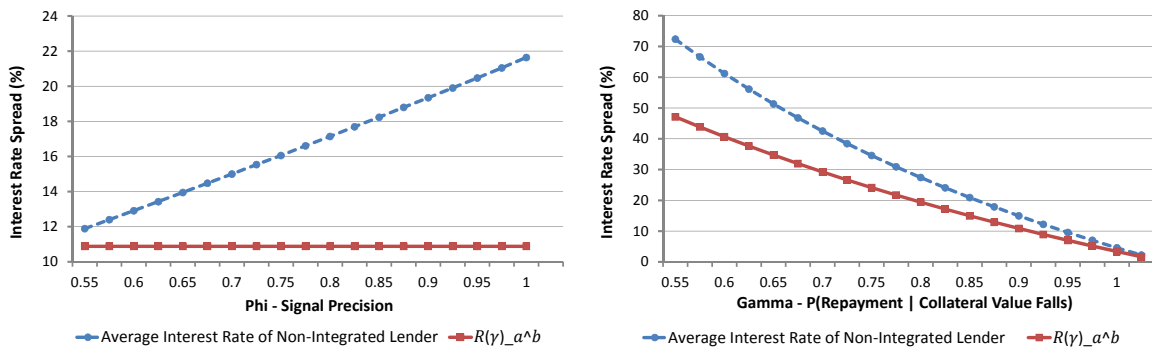 24
22
20
18
16
14
12
10
Interest Rate Spread (%)
0.55 0.6 0.65 0.7 0.75 0.8 0.85 0.9 0.95 1
Phi - Signal Precision
Average Interest Rate of Non-Integrated Lender R(γ)_a^b
80
70
60
50
40
30
20
10
0
Interest Rate Spread (%)
0.55 0.6 0.65 0.7 0.75 0.8 0.85 0.9 0.95 1
Gamma - P(Repayment | Collateral Value Falls)
Average Interest Rate of Non-Integrated Lender R(γ)_a^b